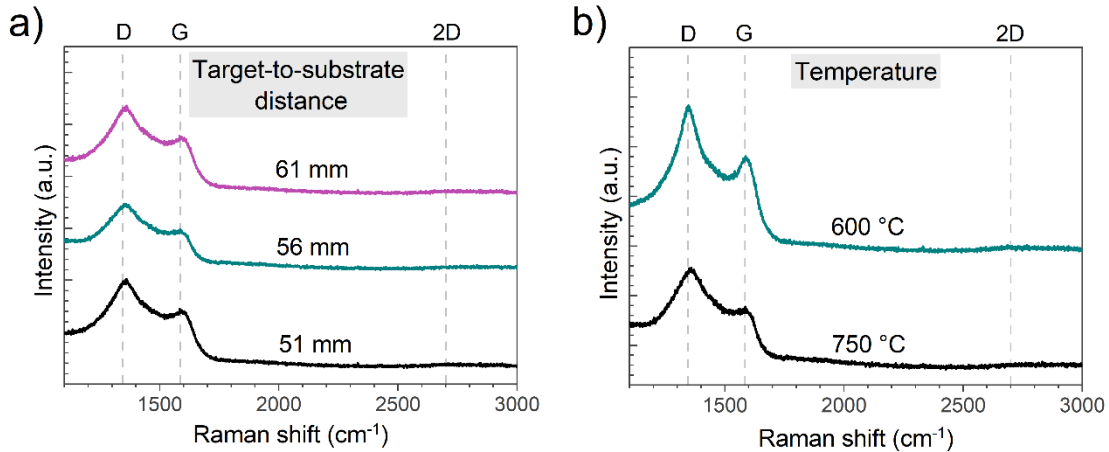 a)
D G 2D
Target-to-substrate
distance
61 mm
56 mm
51 mm
Intensity (a.u.)
1500 2000 2500 3000
Raman shift (cm⁻¹)
b)
D G 2D
Temperature
600 °C
750 °C
Intensity (a.u.)
1500 2000 2500 3000
Raman shift (cm⁻¹)